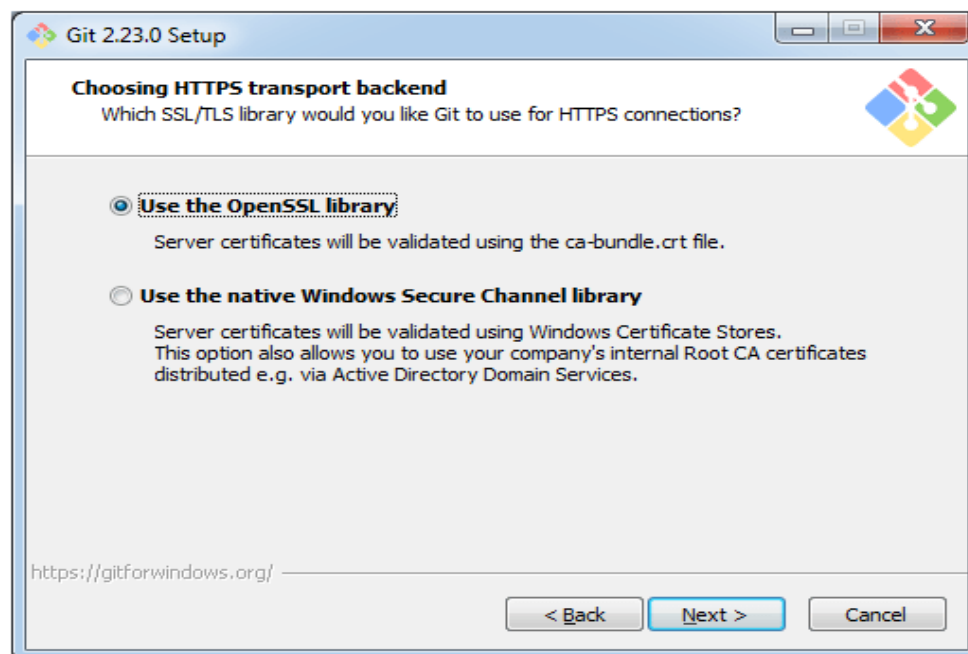 Git 2.23.0 Setup
Choosing HTTPS transport backend
Which SSL/TLS library would you like Git to use for HTTPS connections?
Use the OpenSSL library
Server certificates will be validated using the ca-bundle.crt file.
Use the native Windows Secure Channel library
Server certificates will be validated using Windows Certificate Stores.
This option also allows you to use your company's internal Root CA certificates
distributed e.g. via Active Directory Domain Services.
https://gitforwindows.org/
< Back Next > Cancel